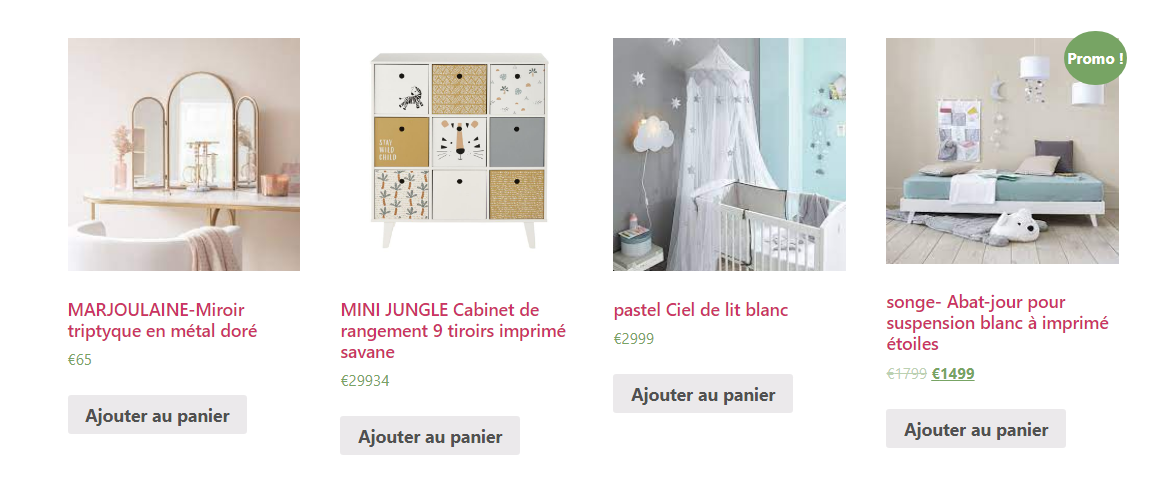 Promo !
STAY
WILD
CHILD
MARJOULAINE-Miroir
triptyque en métal doré
€65
Ajouter au panier
MINI JUNGLE Cabinet de
rangement 9 tiroirs imprimé
savane
€29934
Ajouter au panier
pastel Ciel de lit blanc
€2999
Ajouter au panier
songe- Abat-jour pour
suspension blanc à imprimé
étoiles
€1799 €1499
Ajouter au panier